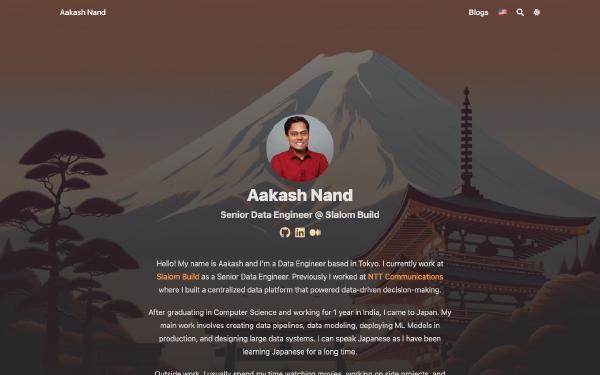 Aakash Nand
Blogs
Aakash Nand
Senior Data Engineer @ Slalom Build
Hello! My name is Aakash and I'm a Data Engineer based in Tokyo. I currently work at
Slalom Build as a Senior Data Engineer. Previously I worked at NTT Communications
where I built a centralized data platform that powered data-driven decision-making.
After graduating in Computer Science and working for 1 year in India, I came to Japan. My
main work involves creating data pipelines, data modeling, deploying ML Models in
production, and designing large data systems. I can speak Japanese as I have been
learning Japanese for a long time.
Outside work, I usually spend my time watching movies, working on side projects, and